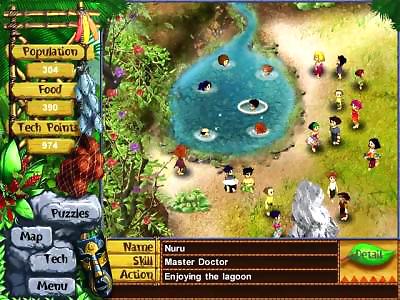 Population
304
Food
390
Tech Points
974
Puzzles
Map
Tech
Menu
Name Nuru
Skill Master Doctor
Action Enjoying the lagoon
Detail